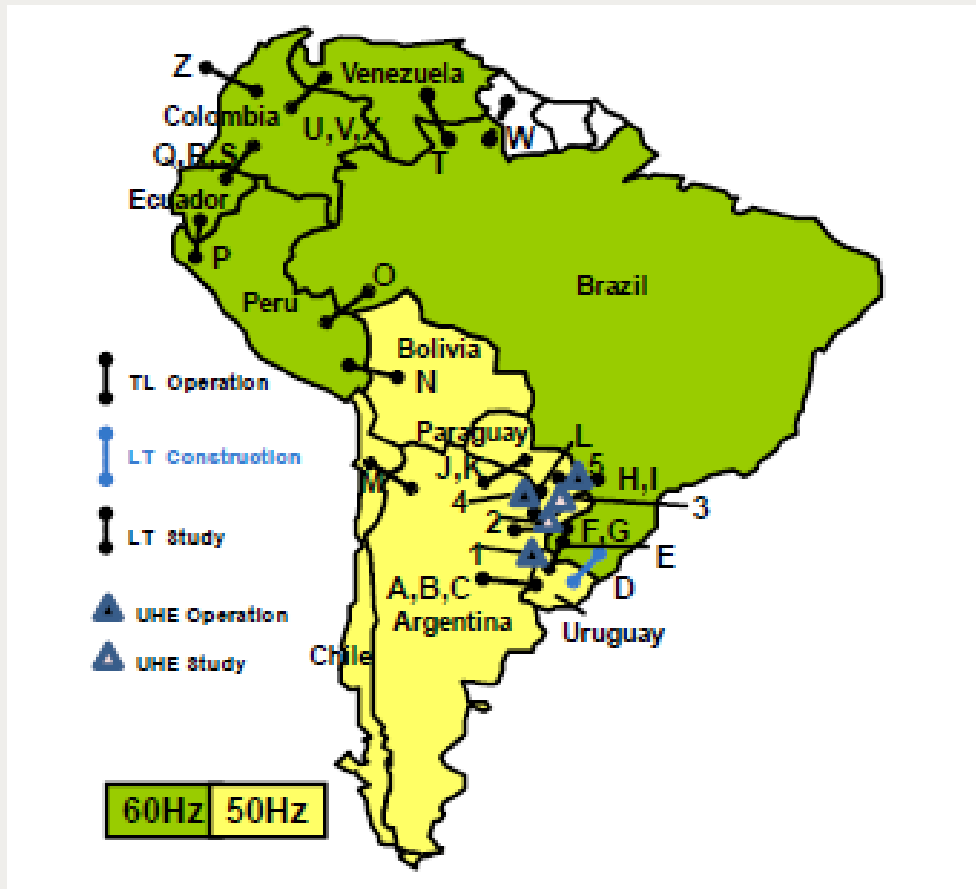 Z
Venezuela
Colombia
U,V,X
W
T
Q,R,S
Ecuador
P
O
Brazil
Peru
Bolivia
N
TL Operation
Paraguay
L
LT Construction
J,K
5
H,I
M
4
3
2
F,G
LT Study
1
E
A,B,C
D
UHE Operation
Argentina
Uruguay
UHE Study
Chile
60Hz 50Hz